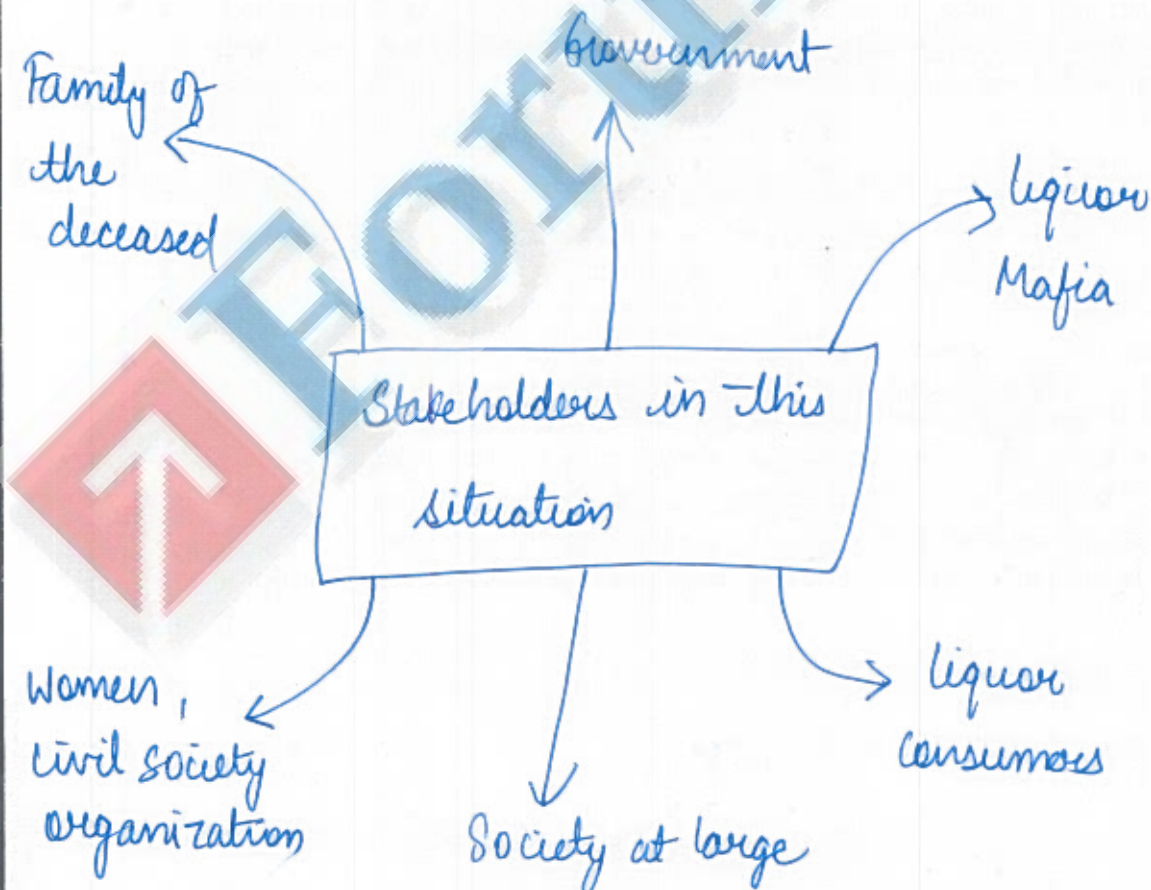 Government
Family of
the
deceased
liquor
Mafia
Stakeholders in this
situation
Women,
civil society
organization
Society at large
liquor
consumers
Foru